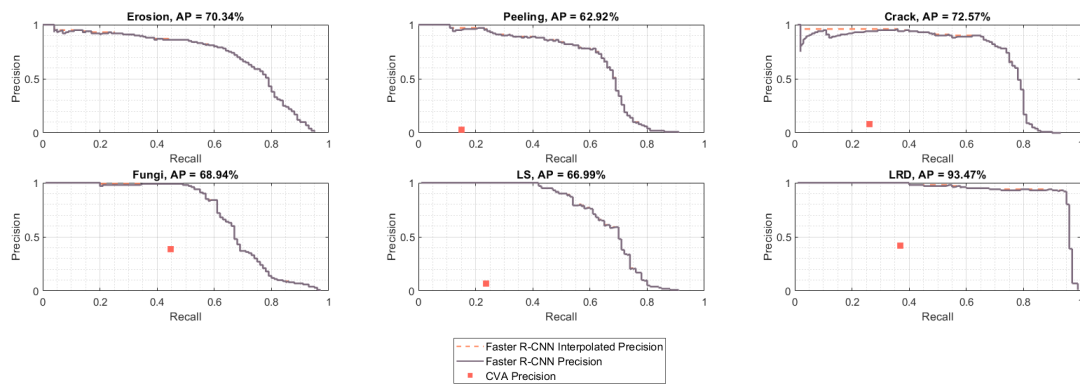 Erosion, AP = 70.34%
Peeling, AP = 62.92%
Crack, AP = 72.57%
1
0.5
0
Precision
0 0.2 0.4 0.6 0.8 1
Recall
1
0.5
0
Precision
0 0.2 0.4 0.6 0.8 1
Recall
1
0.5
0
Precision
0 0.2 0.4 0.6 0.8 1
Recall
Fungi, AP = 68.94%
LS, AP = 66.99%
LRD, AP = 93.47%
1
0.5
0
Precision
0 0.2 0.4 0.6 0.8 1
Recall
1
0.5
0
Precision
0 0.2 0.4 0.6 0.8 1
Recall
1
0.5
0
Precision
0 0.2 0.4 0.6 0.8 1
Recall
Faster R-CNN Interpolated Precision
Faster R-CNN Precision
CVA Precision